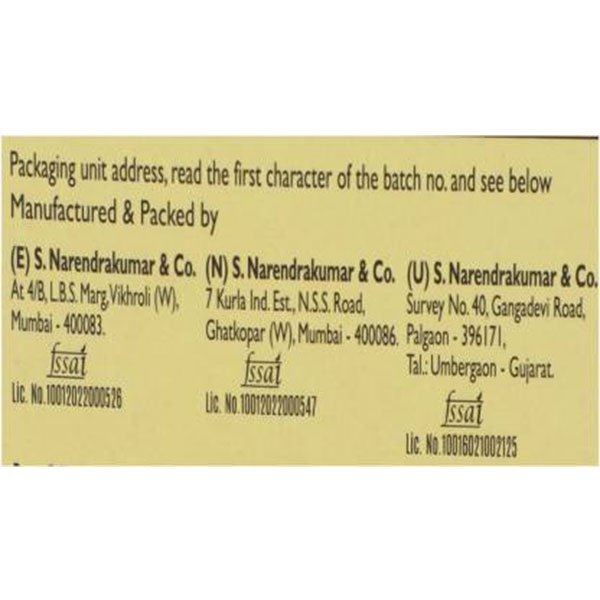 Packaging unit address, read the first character of the batch no. and see below
Manufactured & Packed by
(E) S. Narendrakumar & Co.
At 4/B, L.B.S. Marg, Vikhroli (W),
Mumbai - 400083.
fssai
Lic. No.10012022000526
(N) S. Narendrakumar & Co.
7 Kurla Ind. Est., N.S.S. Road,
Ghatkopar (W), Mumbai - 400086.
fssai
Lic. No.10012022000547
(U) S. Narendrakumar & Co.
Survey No. 40, Gangadevi Road,
Palgaon - 396171,
Tal.: Umbergaon - Gujarat.
fssai
Lic. No.10016021002125